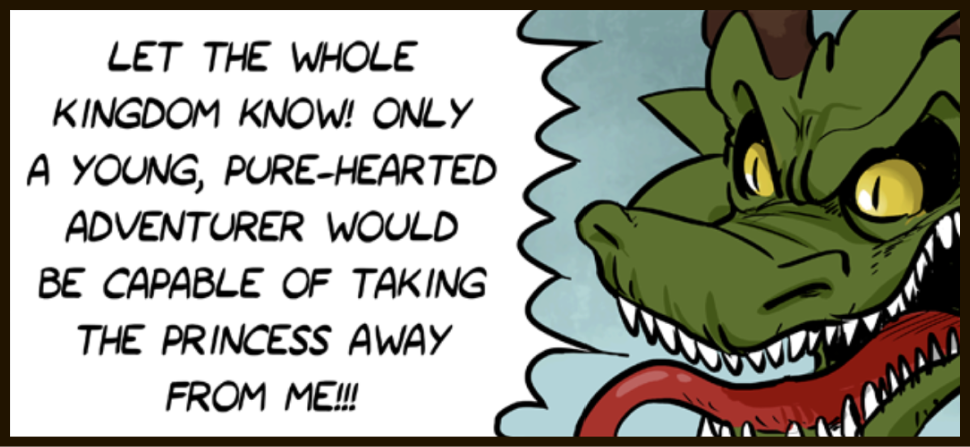 LET THE WHOLE
KINGDOM KNOW! ONLY
A YOUNG, PURE-HEARTED
ADVENTURER WOULD
BE CAPABLE OF TAKING
THE PRINCESS AWAY
FROM ME!!!